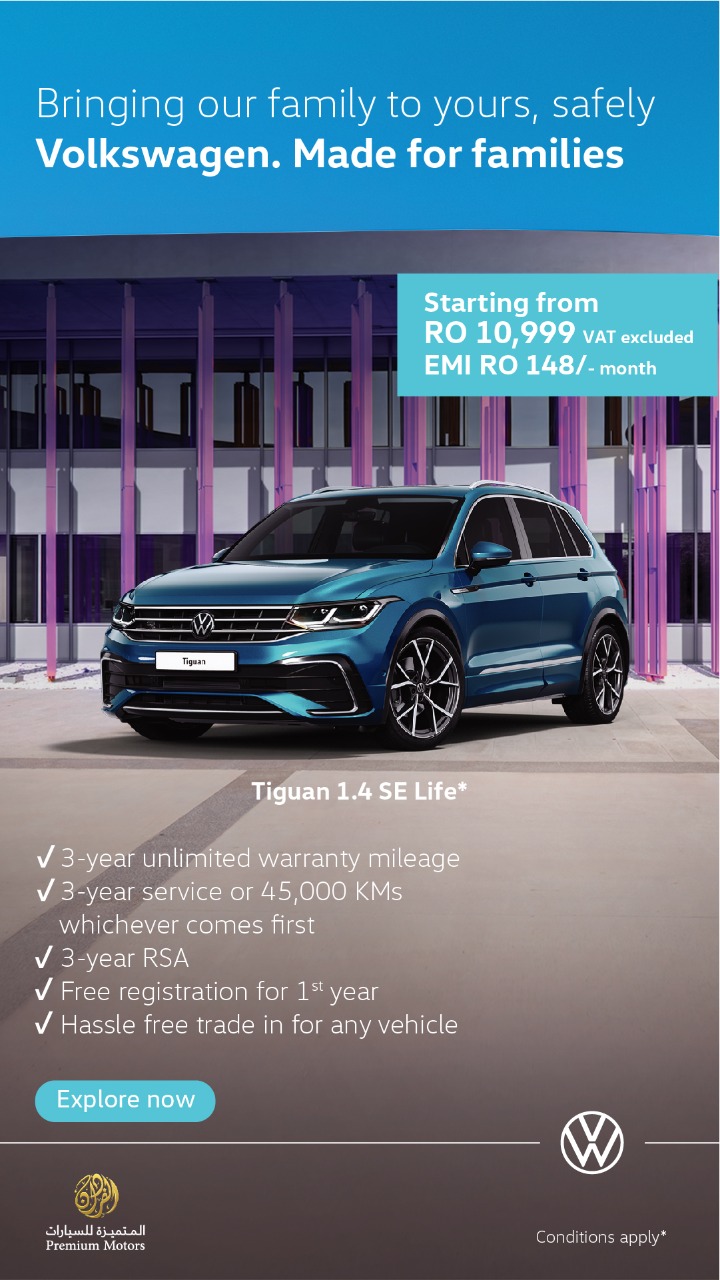 Bringing our family to yours, safely
Volkswagen. Made for families
Starting from
RO 10,999 VAT excluded
EMI RO 148/- month
Tiguan
Tiguan 1.4 SE Life*
✓ 3-year unlimited warranty mileage
✓ 3-year service or 45,000 KMs
whichever comes first
✓ 3-year RSA
✓ Free registration for 1st year
✓ Hassle free trade in for any vehicle
Explore now
المتميزة للسيارات
Premium Motors
Conditions apply*